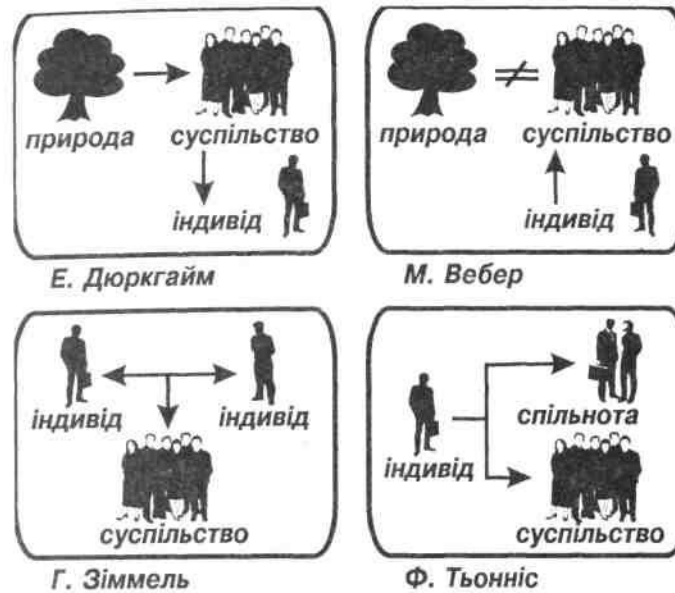 природа суспільство
індивід
Е. Дюркгайм
природа суспільство
індивід
М. Вебер
індивід індивід
суспільство
Г. Зіммель
спільнота
індивід
суспільство
Ф. Тьонніс